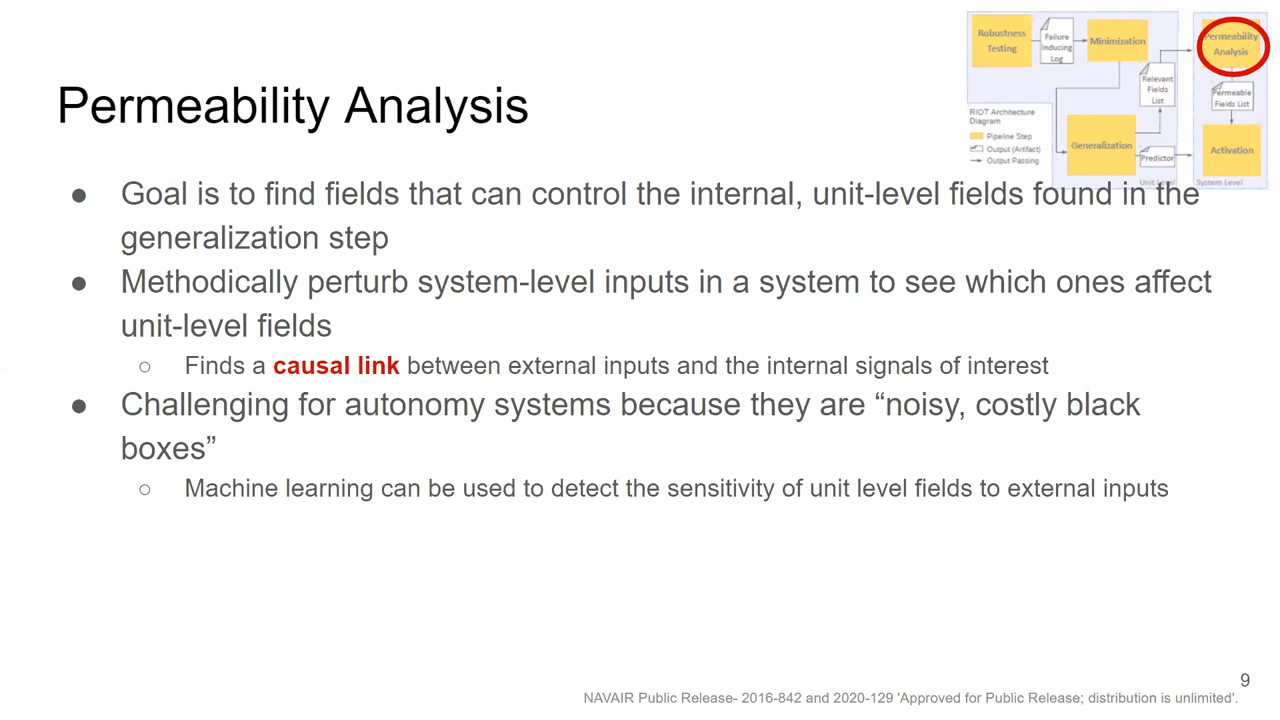 Robustness
Testing
Failure
Inducing
Log
Minimization
Permeability
Analysis
Relevant
Fields
List
Permeable
Fields List
RIOT Architecture
Diagram
Pipeline Step
Output (Artifact)
Output Passing
Generalization
Predictor
Activation
Unit Level
System Level
Permeability Analysis
● Goal is to find fields that can control the internal, unit-level fields found in the
generalization step
● Methodically perturb system-level inputs in a system to see which ones affect
unit-level fields
○ Finds a causal link between external inputs and the internal signals of interest
● Challenging for autonomy systems because they are “noisy, costly black
boxes”
○ Machine learning can be used to detect the sensitivity of unit level fields to external inputs
9
NAVAIR Public Release- 2016-842 and 2020-129 'Approved for Public Release; distribution is unlimited'.